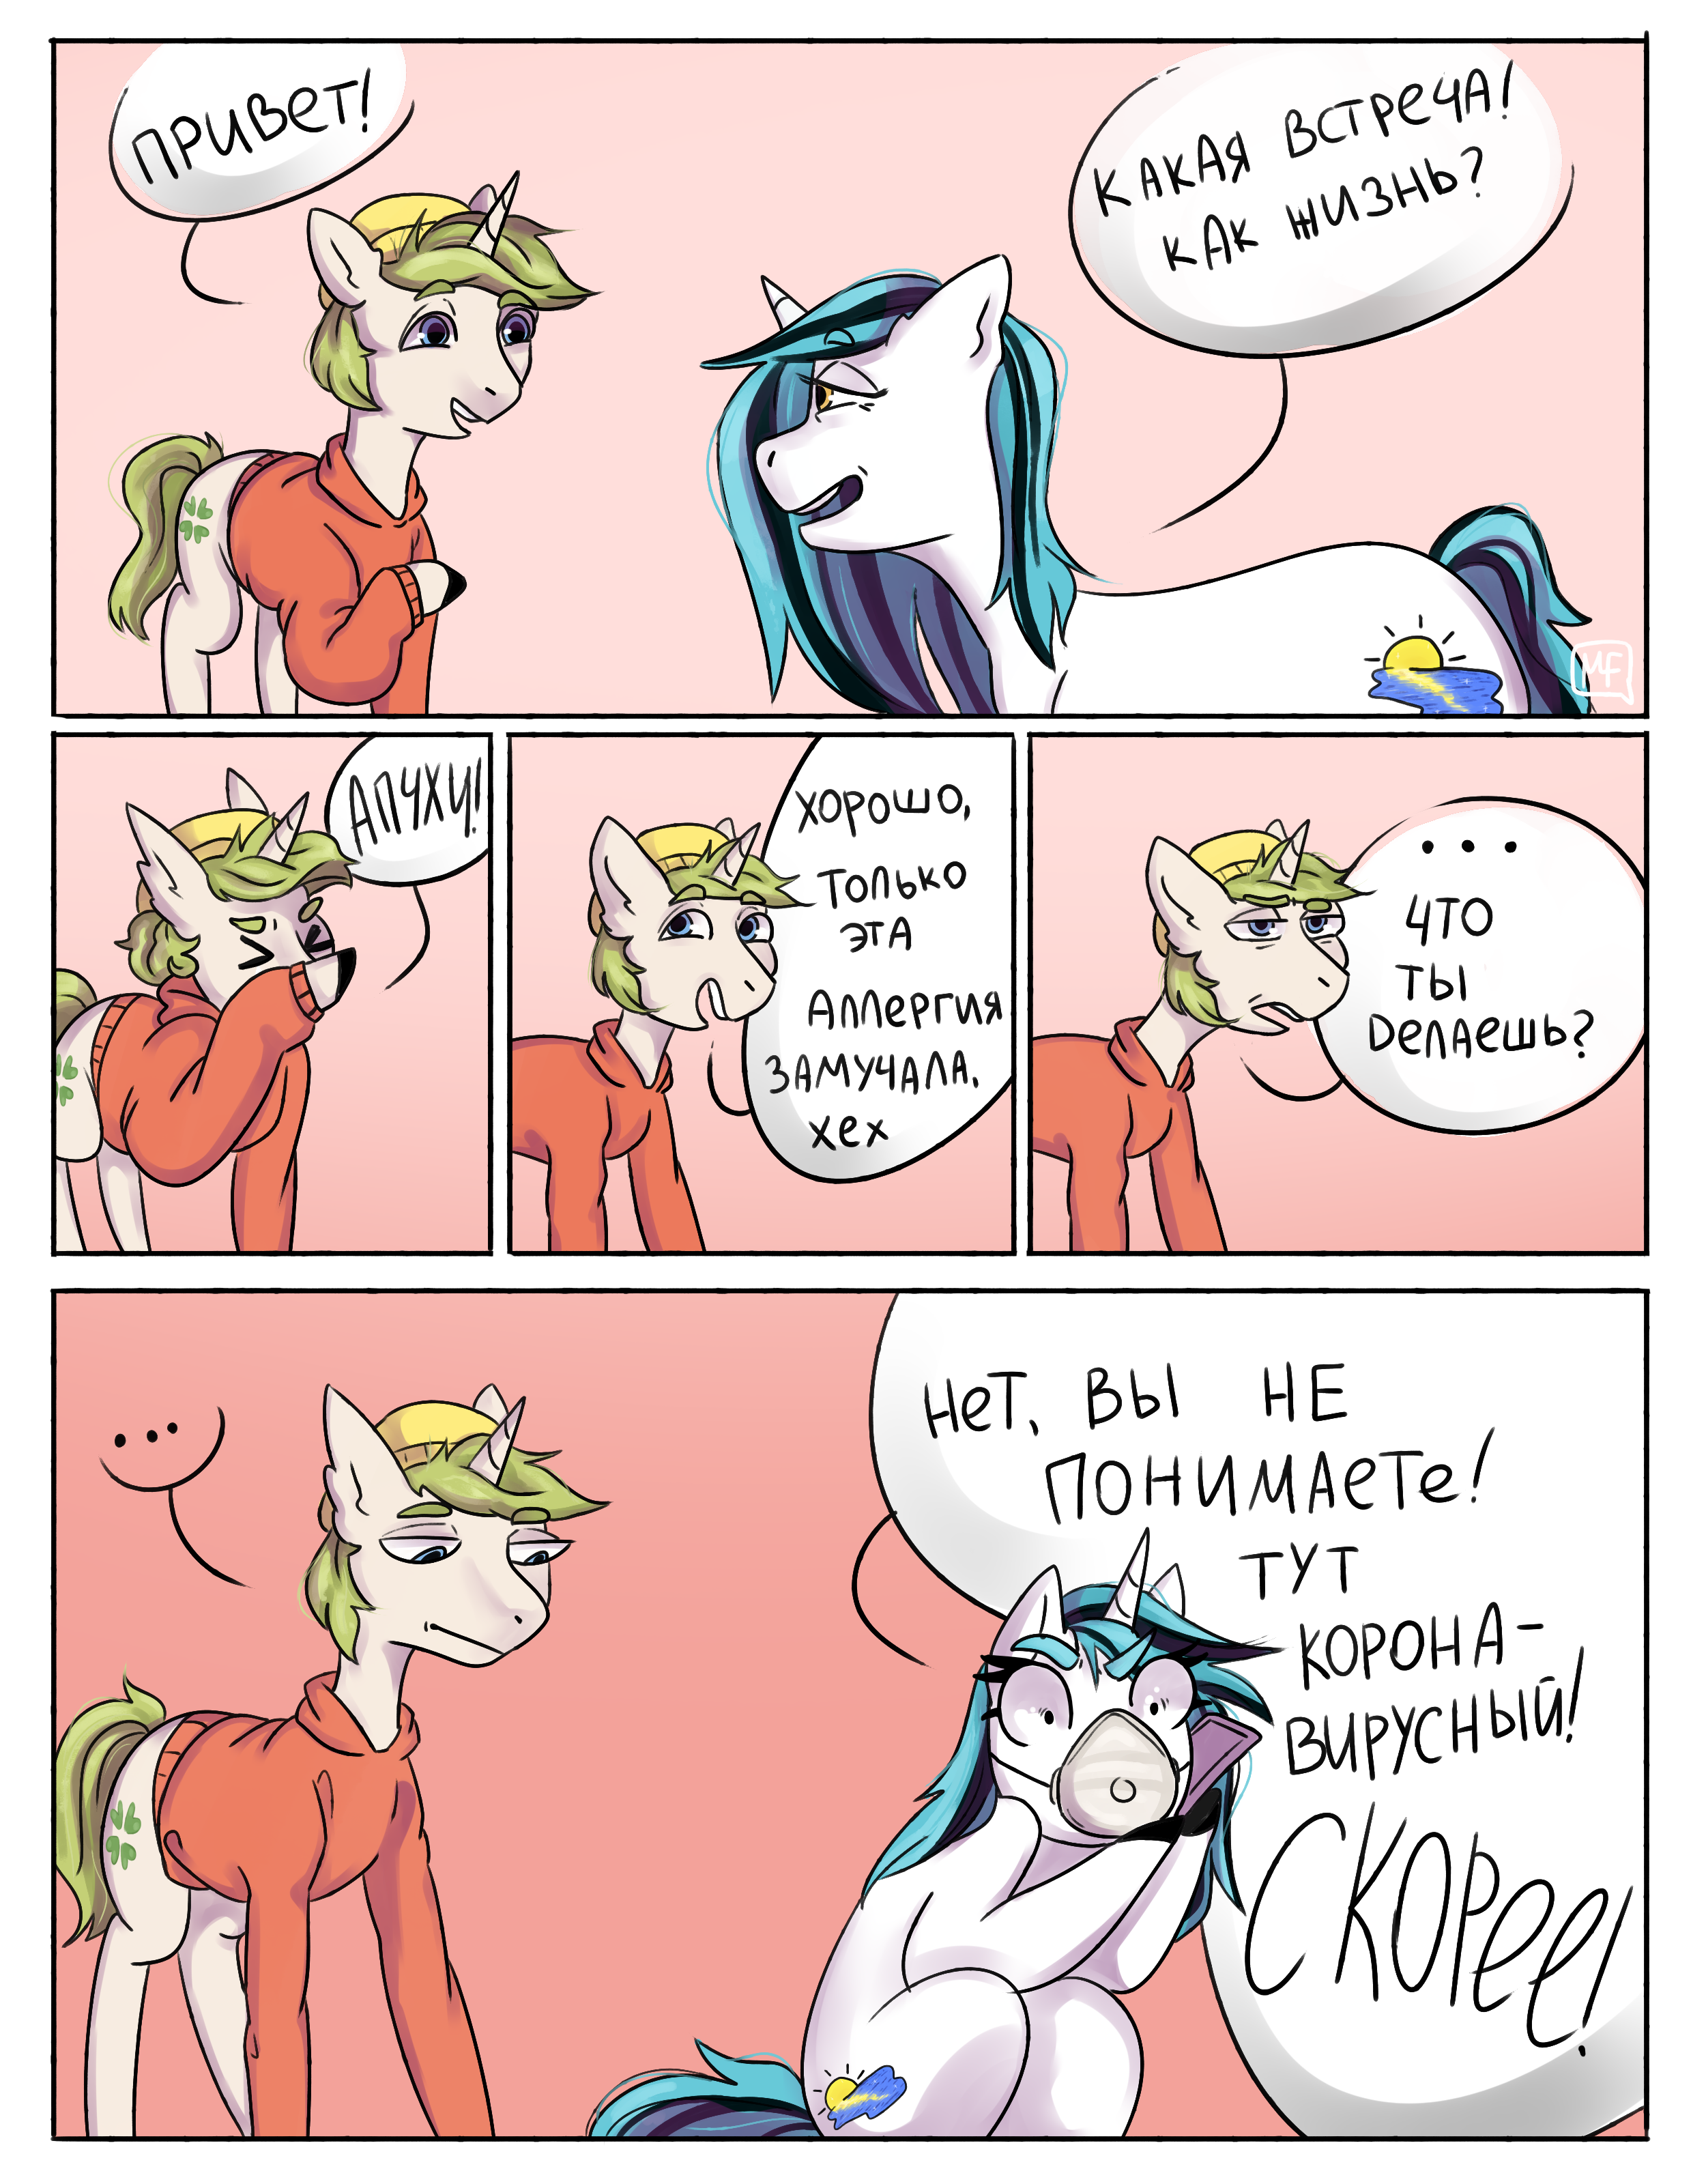 ПРИВЕТ!
КАКАЯ ВСТРЕЧА!
КАК ЖИЗНЬ?
MF
АПЧХУ!
ХОРОШО,
ТОЛЬКО
ЭТА
АЛЛЕРГИЯ
ЗАМУЧАЛА,
ХЕХ
...
ЧТО
ТЫ
ДЕЛАЕШЬ?
...
НЕТ, ВЫ НЕ
ПОНИМАЕТЕ!
ТУТ
КОРОНА-
ВИРУСНЫЙ!
СКОРЕЕ!